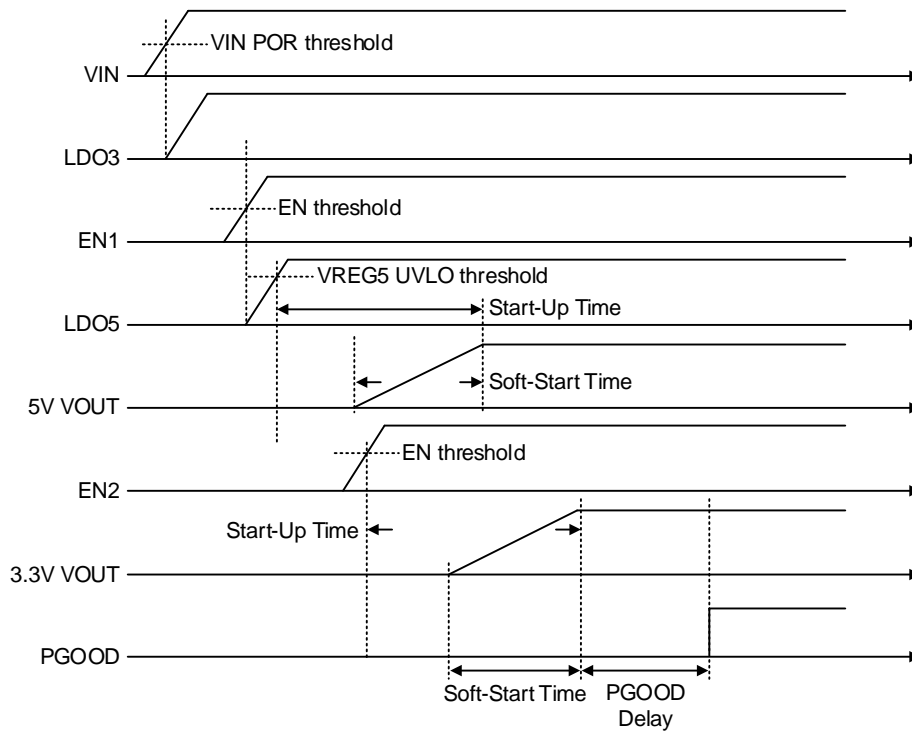 VIN POR threshold
VIN
LDO3
EN threshold
EN1
VREG5 UVLO threshold
Start-Up Time
LDO5
Soft-Start Time
5V VOUT
EN threshold
EN2
Start-Up Time
3.3V VOUT
PGOOD
Soft-Start Time
PGOOD
Delay